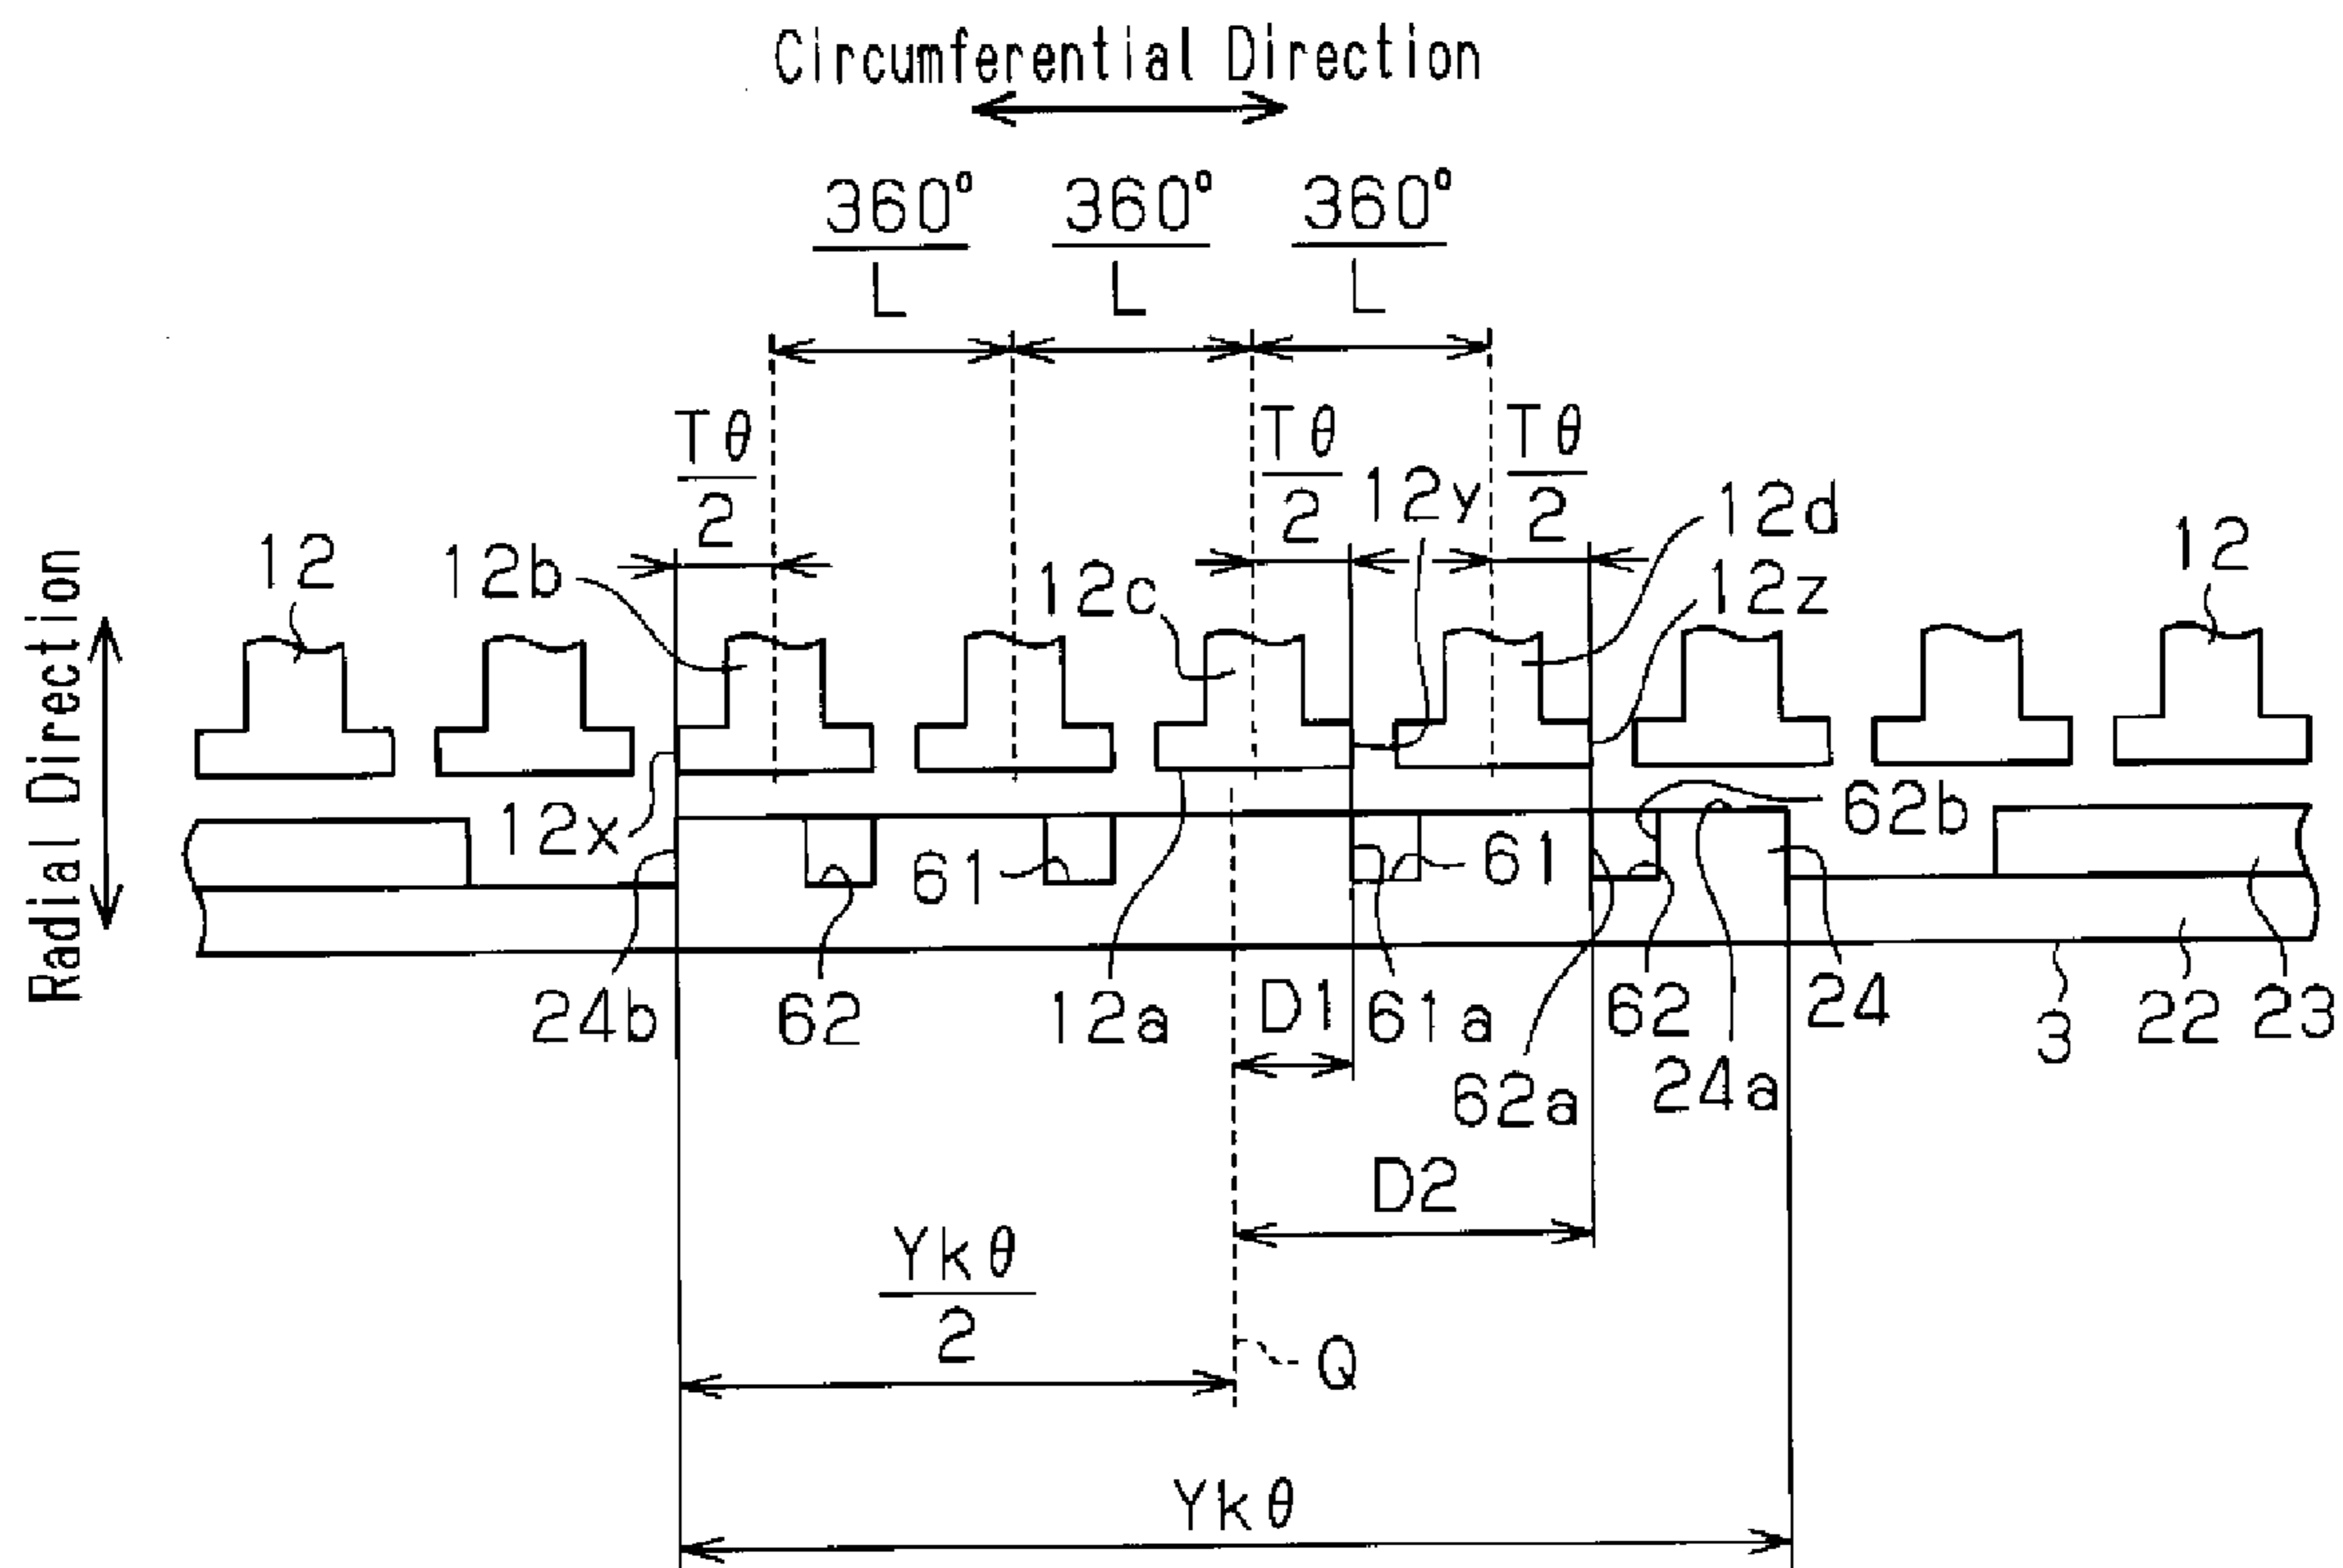 Circumferential Direction
360° 360° 360°
L L L
Tθ Tθ Tθ
2 2 2
12y
12d
12 12b 12c 12z 12
Radial Direction
12x 62b
61 61
24b 62 12a D1 61a 62 24 3 22 23
62a 24a
D2
Ykθ
2
Q
Ykθ